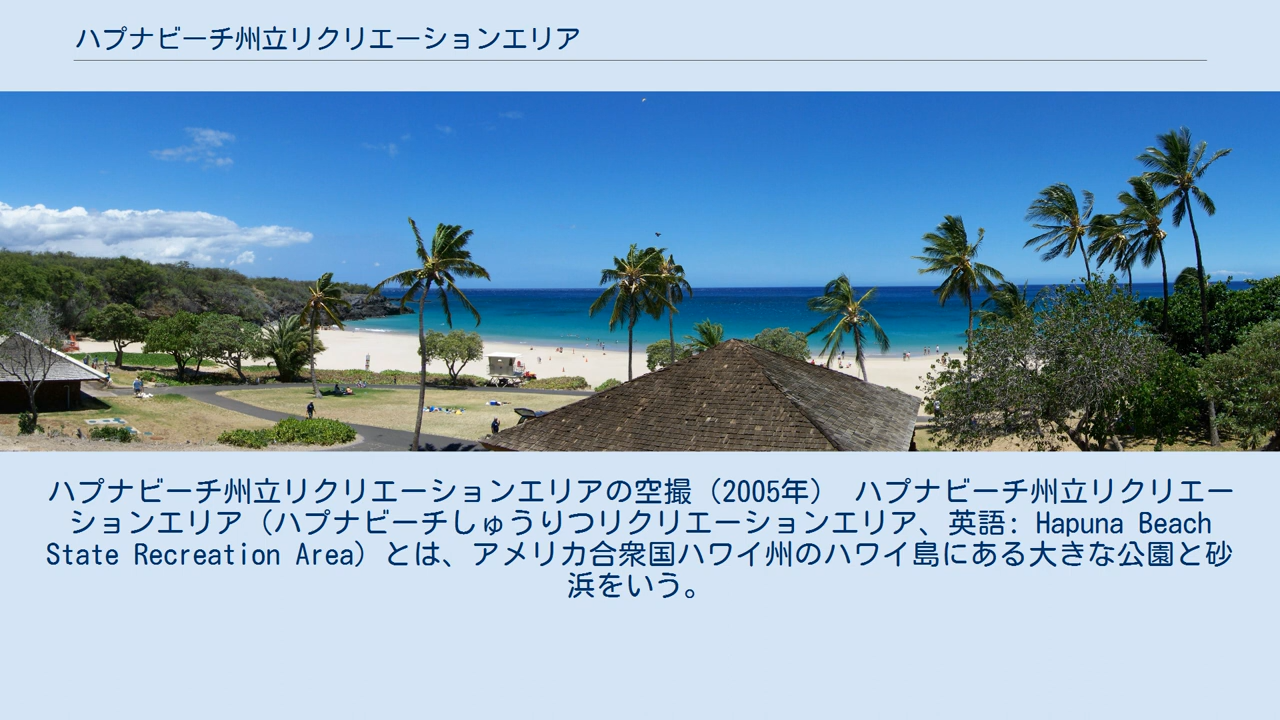 ハプナビーチ州立リクリエーションエリア
ハプナビーチ州立リクリエーションエリアの空撮（2005年） ハプナビーチ州立リクリエー
ションエリア（ハプナビーチしゅうりつリクリエーションエリア、英語: Hapuna Beach
State Recreation Area）とは、アメリカ合衆国ハワイ州のハワイ島にある大きな公園と砂
浜をいう。